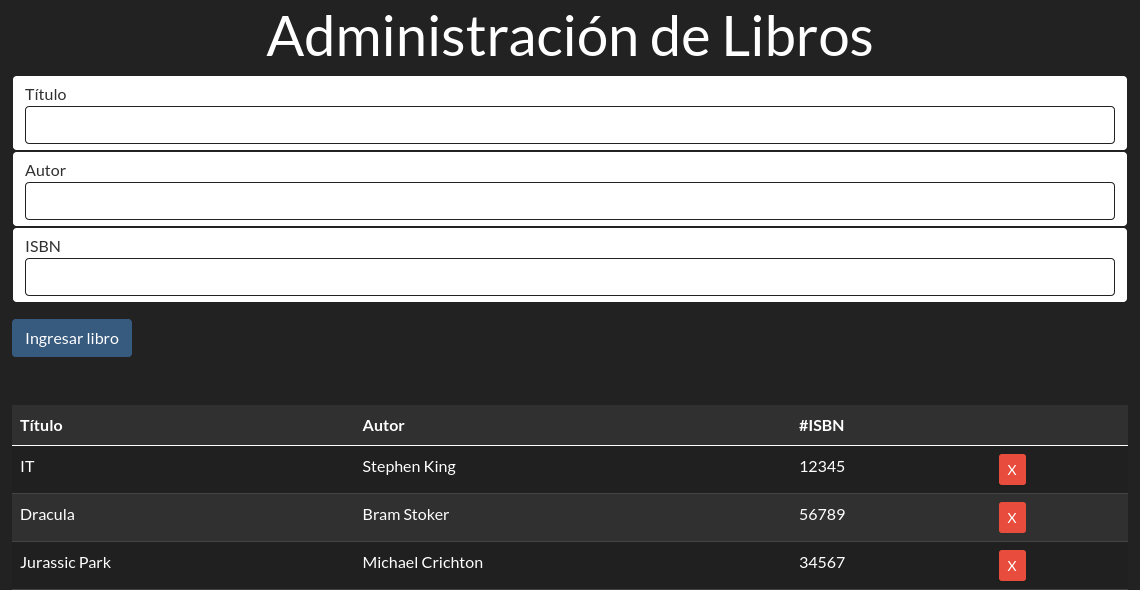 Administración de Libros
Título
Autor
ISBN
Ingresar libro
Título Autor #ISBN
IT Stephen King 12345 X
Dracula Bram Stoker 56789 X
Jurassic Park Michael Crichton 34567 X